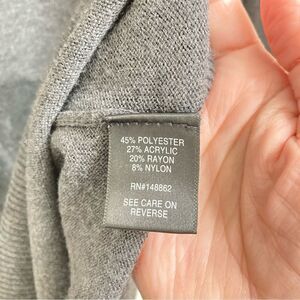 45% POLYESTER
27% ACRYLIC
20% RAYON
8% NYLON
RN#148862
SEE CARE ON
REVERSE